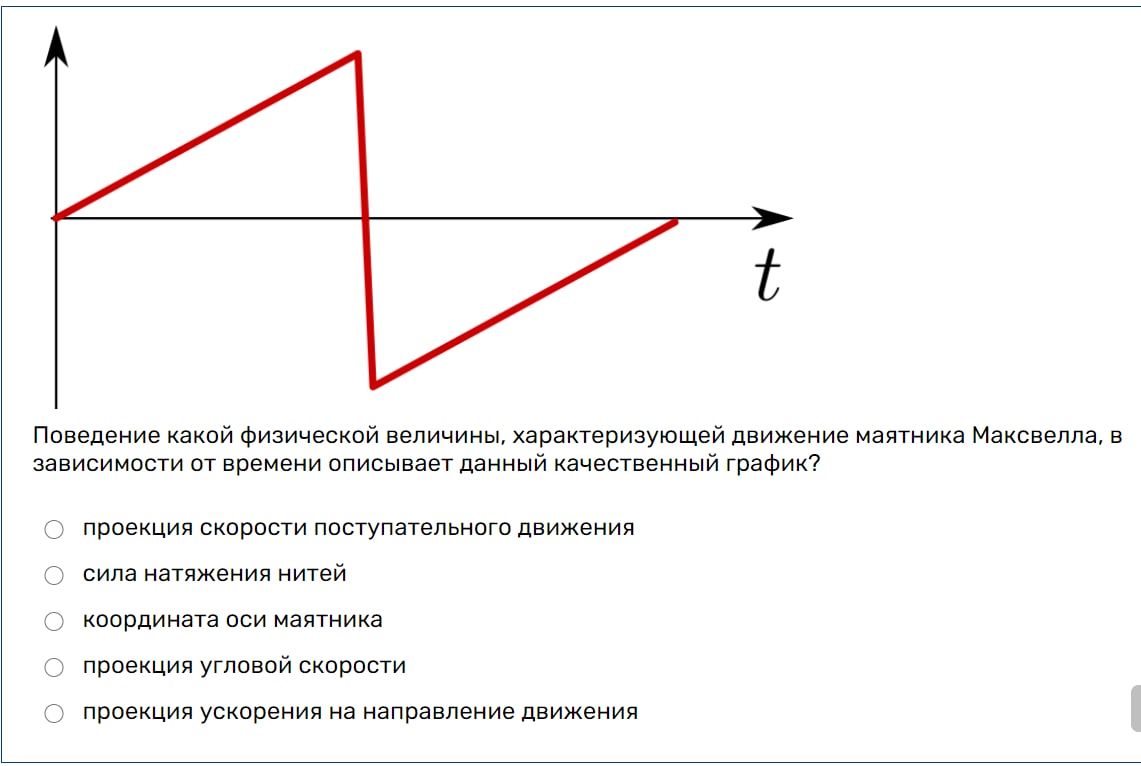 t
Поведение какой физической величины, характеризующей движение маятника Максвелла, в
зависимости от времени описывает данный качественный график?
проекция скорости поступательного движения
сила натяжения нитей
координата оси маятника
проекция угловой скорости
проекция ускорения на направление движения